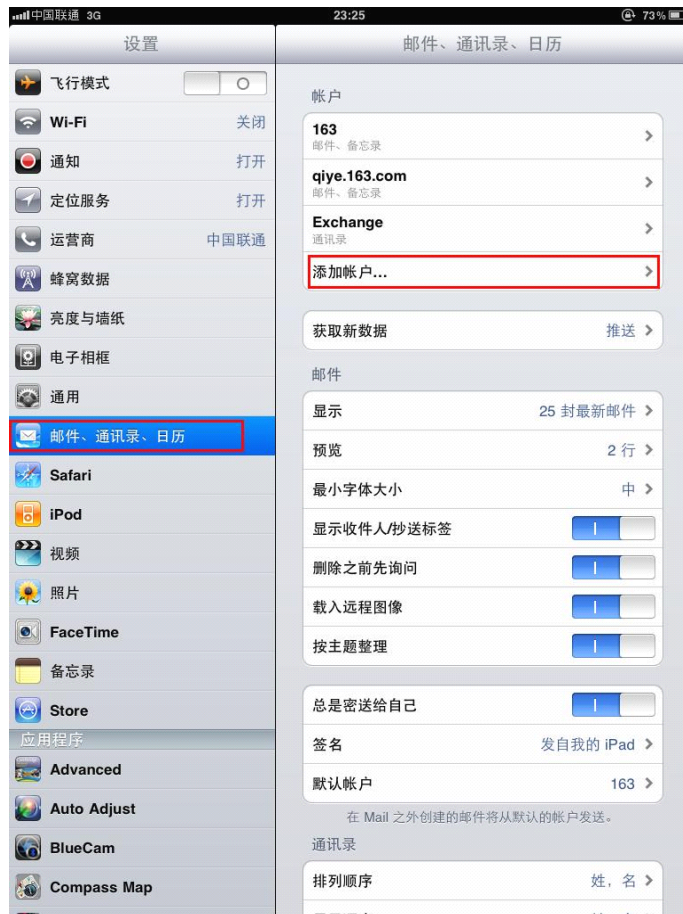 中国联通 3G
23:25
73%
设置
飞行模式
Wi-Fi 关闭
通知 打开
定位服务 打开
运营商 中国联通
蜂窝数据
亮度与墙纸
电子相框
通用
邮件、通讯录、日历
Safari
iPod
视频
照片
FaceTime
备忘录
Store
应用程序
Advanced
Auto Adjust
BlueCam
Compass Map
邮件、通讯录、日历
帐户
163
邮件、备忘录
qiye.163.com
邮件、备忘录
Exchange
通讯录
添加帐户...
获取新数据 推送
邮件
显示 25 封最新邮件
预览 2 行
最小字体大小 中
显示收件人/抄送标签
删除之前先询问
载入远程图像
按主题整理
总是密送给自己
签名 发自我的 iPad
默认帐户 163
在 Mail 之外创建的邮件将从默认的帐户发送。
通讯录
排列顺序 姓，名